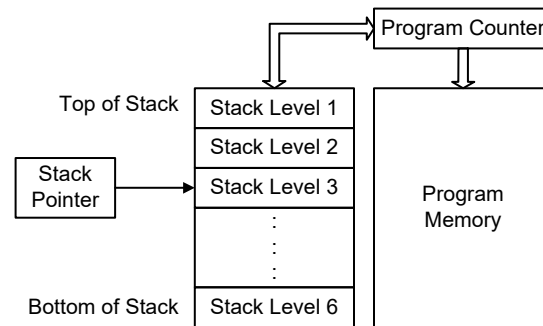 Program Counter
Top of Stack
Stack Level 1
Stack Level 2
Stack
Pointer
Stack Level 3
Program
Memory
:
:
:
Bottom of Stack
Stack Level 6